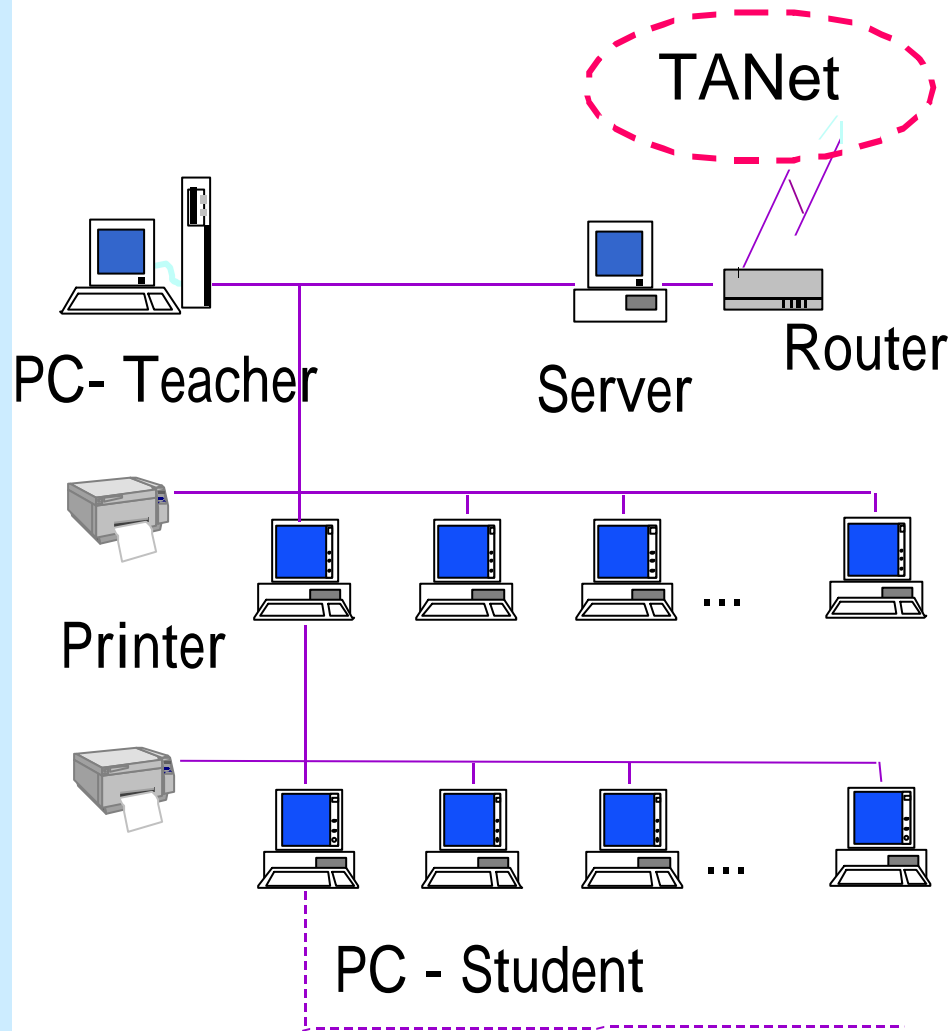 TANet
Router
PC- Teacher
Server
...
Printer
...
PC - Student